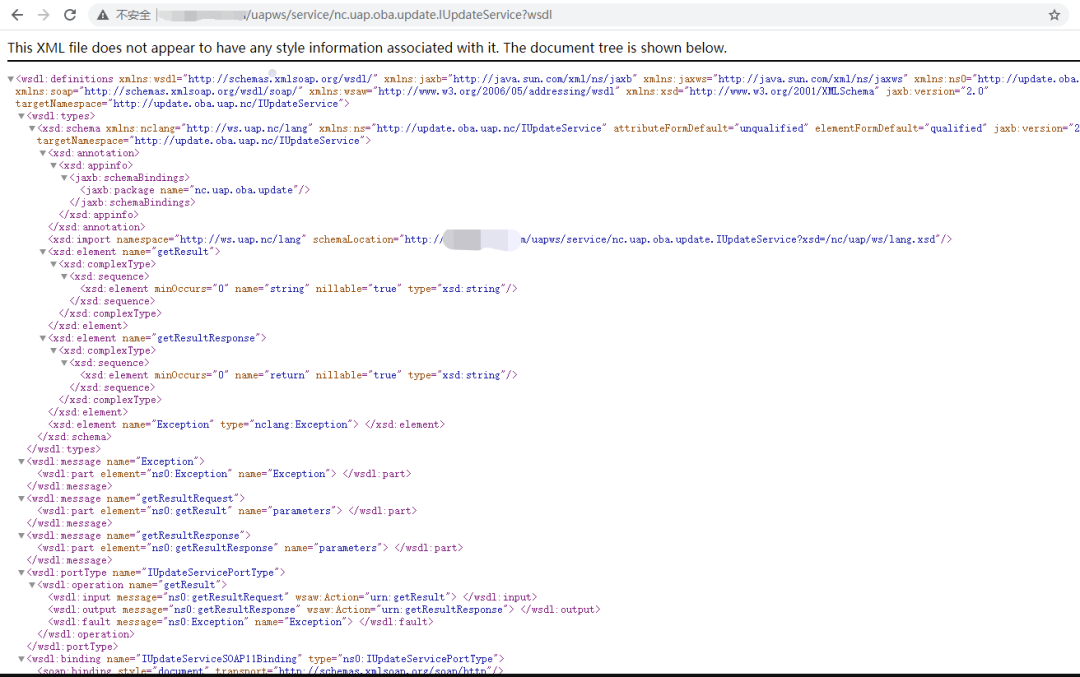 不安全 /uapws/service/nc.uap.oba.update.IUpdateService?wsdl
This XML file does not appear to have any style information associated with it. The document tree is shown below.
▼<wsdl:definitions xmlns:wsdl="http://schemas.xmlsoap.org/wsdl/" xmlns:jaxb="http://java.sun.com/xml/ns/jaxb" xmlns:jaxws="http://java.sun.com/xml/ns/jaxws" xmlns:ns0="http://update.oba.
xmlns:soap="http://schemas.xmlsoap.org/wsdl/soap/" xmlns:wsaw="http://www.w3.org/2006/05/addressing/wsdl" xmlns:xsd="http://www.w3.org/2001/XMLSchema" jaxb:version="2.0"
targetNamespace="http://update.oba.uap.nc/IUpdateService">
▼<wsdl:types>
▼<xsd:schema xmlns:nclang="http://ws.uap.nc/lang" xmlns:ns="http://update.oba.uap.nc/IUpdateService" attributeFormDefault="unqualified" elementFormDefault="qualified" jaxb:version="2
targetNamespace="http://update.oba.uap.nc/IUpdateService">
▼<xsd:annotation>
▼<xsd:appinfo>
▼<jaxb:schemaBindings>
<jaxb:package name="nc.uap.oba.update"/>
</jaxb:schemaBindings>
</xsd:appinfo>
</xsd:annotation>
<xsd:import namespace="http://ws.uap.nc/lang" schemaLocation="http:// m/uapws/service/nc.uap.oba.update.IUpdateService?xsd=/nc/uap/ws/lang.xsd"/>
▼<xsd:element name="getResult">
▼<xsd:complexType>
▼<xsd:sequence>
<xsd:element minOccurs="0" name="string" nillable="true" type="xsd:string"/>
</xsd:sequence>
</xsd:complexType>
</xsd:element>
▼<xsd:element name="getResultResponse">
▼<xsd:complexType>
▼<xsd:sequence>
<xsd:element minOccurs="0" name="return" nillable="true" type="xsd:string"/>
</xsd:sequence>
</xsd:complexType>
</xsd:element>
<xsd:element name="Exception" type="nclang:Exception"> </xsd:element>
</xsd:schema>
</wsdl:types>
▼<wsdl:message name="Exception">
<wsdl:part element="ns0:Exception" name="Exception"> </wsdl:part>
</wsdl:message>
▼<wsdl:message name="getResultRequest">
<wsdl:part element="ns0:getResult" name="parameters"> </wsdl:part>
</wsdl:message>
▼<wsdl:message name="getResultResponse">
<wsdl:part element="ns0:getResultResponse" name="parameters"> </wsdl:part>
</wsdl:message>
▼<wsdl:portType name="IUpdateServicePortType">
▼<wsdl:operation name="getResult">
<wsdl:input message="ns0:getResultRequest" wsaw:Action="urn:getResult"> </wsdl:input>
<wsdl:output message="ns0:getResultResponse" wsaw:Action="urn:getResultResponse"> </wsdl:output>
<wsdl:fault message="ns0:Exception" name="Exception"> </wsdl:fault>
</wsdl:operation>
</wsdl:portType>
▼<wsdl:binding name="IUpdateServiceSOAP11Binding" type="ns0:IUpdateServicePortType">
<soap:binding style="document" transport="http://schemas.xmlsoap.org/soap/http"/>